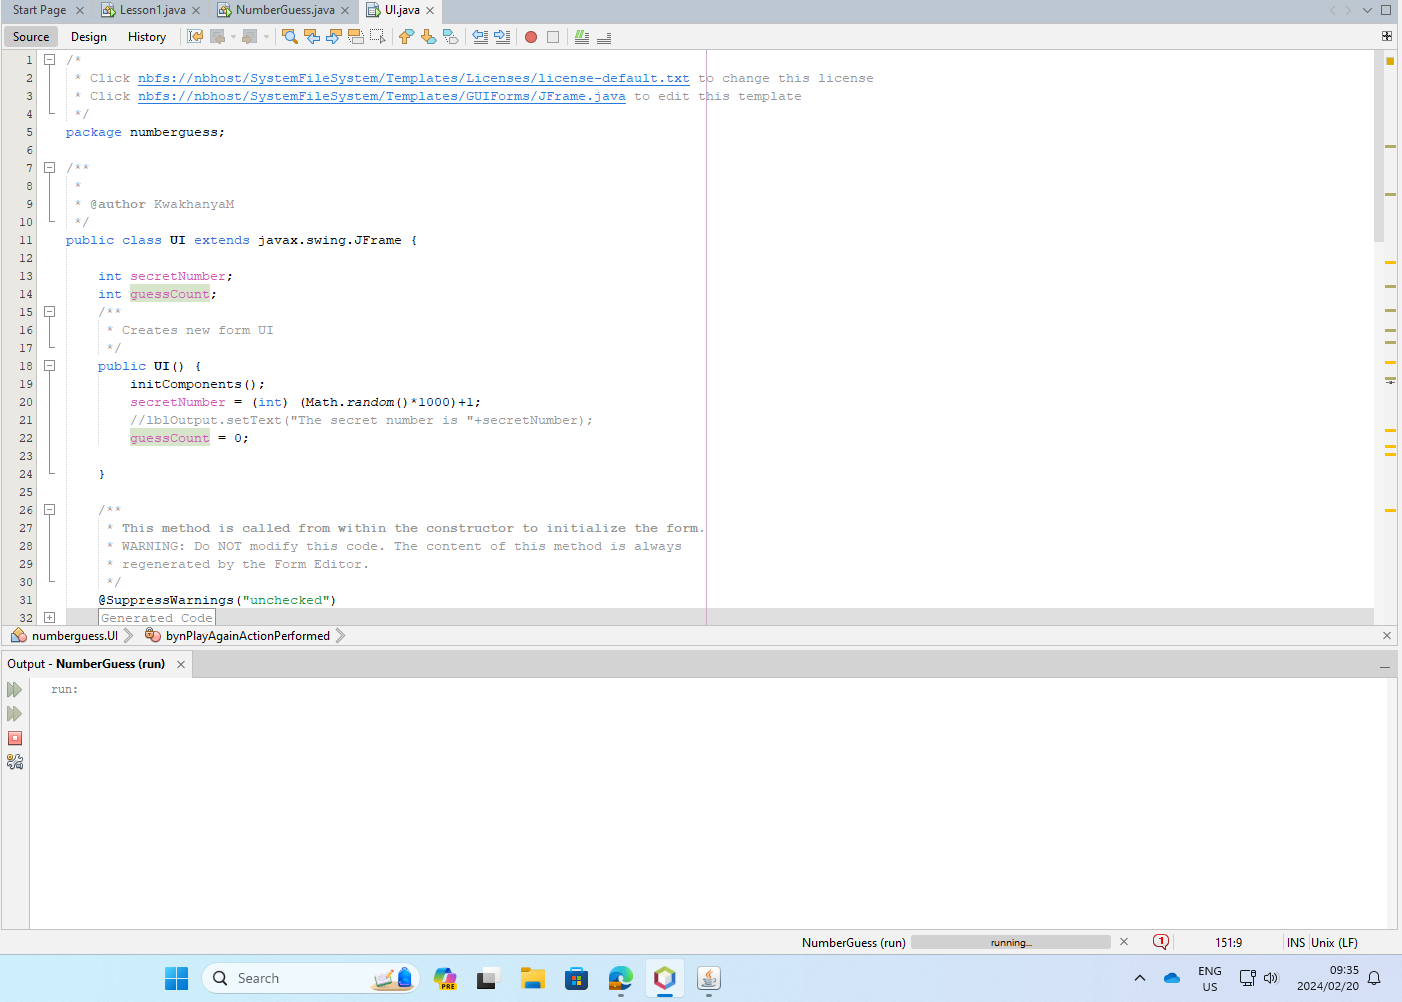 Start Page Lesson1.java NumberGuess.java UI.java
Source Design History
1 /*
2  * Click nbfs://nbhost/SystemFileSystem/Templates/Licenses/license-default.txt to change this license
3  * Click nbfs://nbhost/SystemFileSystem/Templates/GUIForms/JFrame.java to edit this template
4  */
5 package numberguess;
6
7 /**
8  *
9  * @author KwakhanyaM
10  */
11 public class UI extends javax.swing.JFrame {
12
13     int secretNumber;
14     int guessCount;
15     /**
16      * Creates new form UI
17      */
18     public UI() {
19         initComponents();
20         secretNumber = (int) (Math.random()*1000)+1;
21         //lblOutput.setText("The secret number is "+secretNumber);
22         guessCount = 0;
23
24     }
25
26     /**
27      * This method is called from within the constructor to initialize the form.
28      * WARNING: Do NOT modify this code. The content of this method is always
29      * regenerated by the Form Editor.
30      */
31     @SuppressWarnings("unchecked")
32     Generated Code
numberguess.UI bynPlayAgainActionPerformed
Output - NumberGuess (run)
run:
NumberGuess (run) running... 1 151:9 INS Unix (LF)
Search PRE ENG US 09:35
2024/02/20